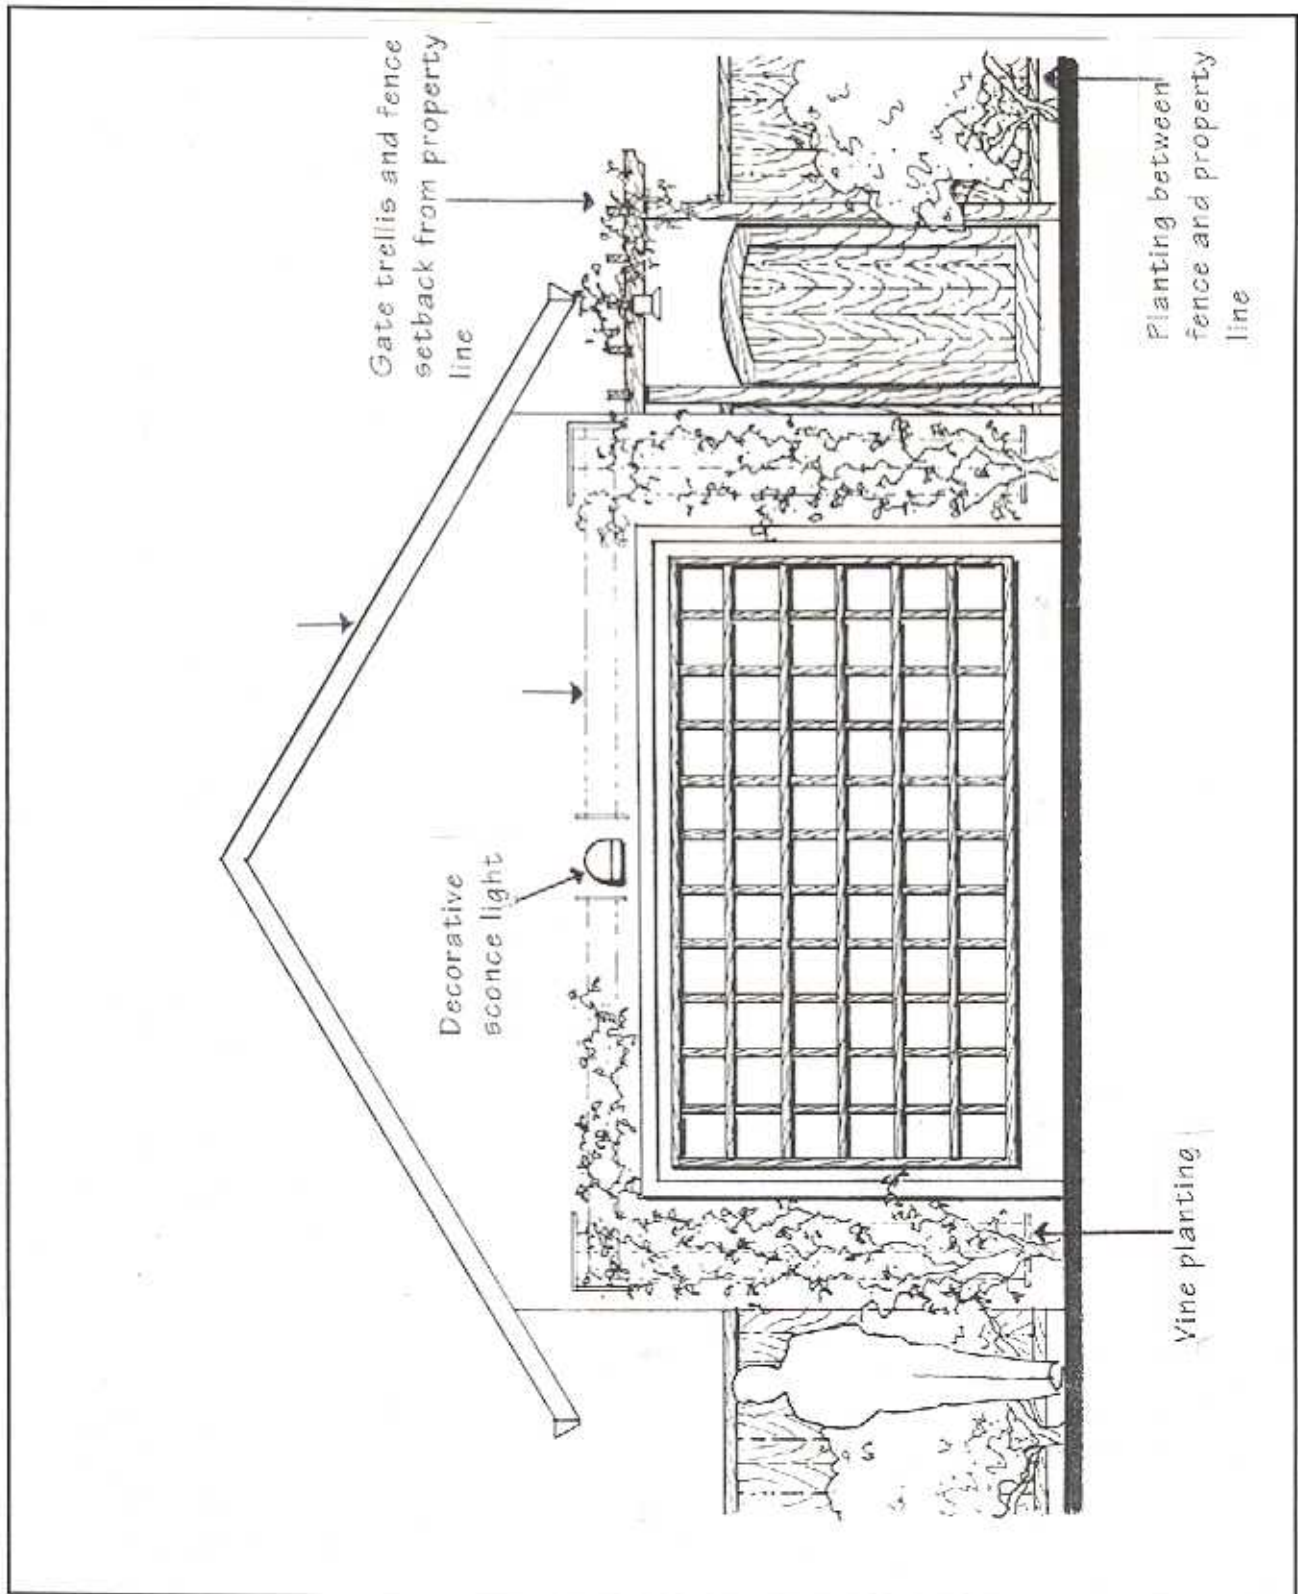 Gate trellis and fence
setback from property
line
Decorative
sconce light
Vine planting
Planting between
fence and property
line